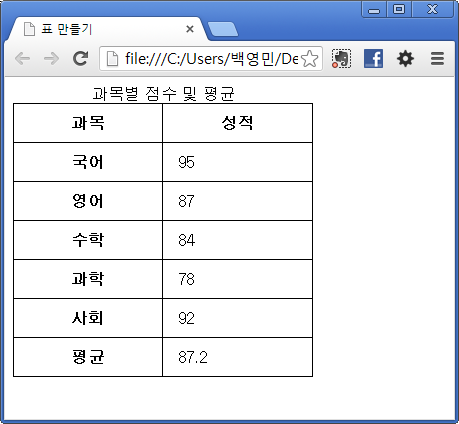 표 만들기
file:///C:/Users/백영민/De
과목별 점수 및 평균
과목 성적
국어 95
영어 87
수학 84
과학 78
사회 92
평균 87.2